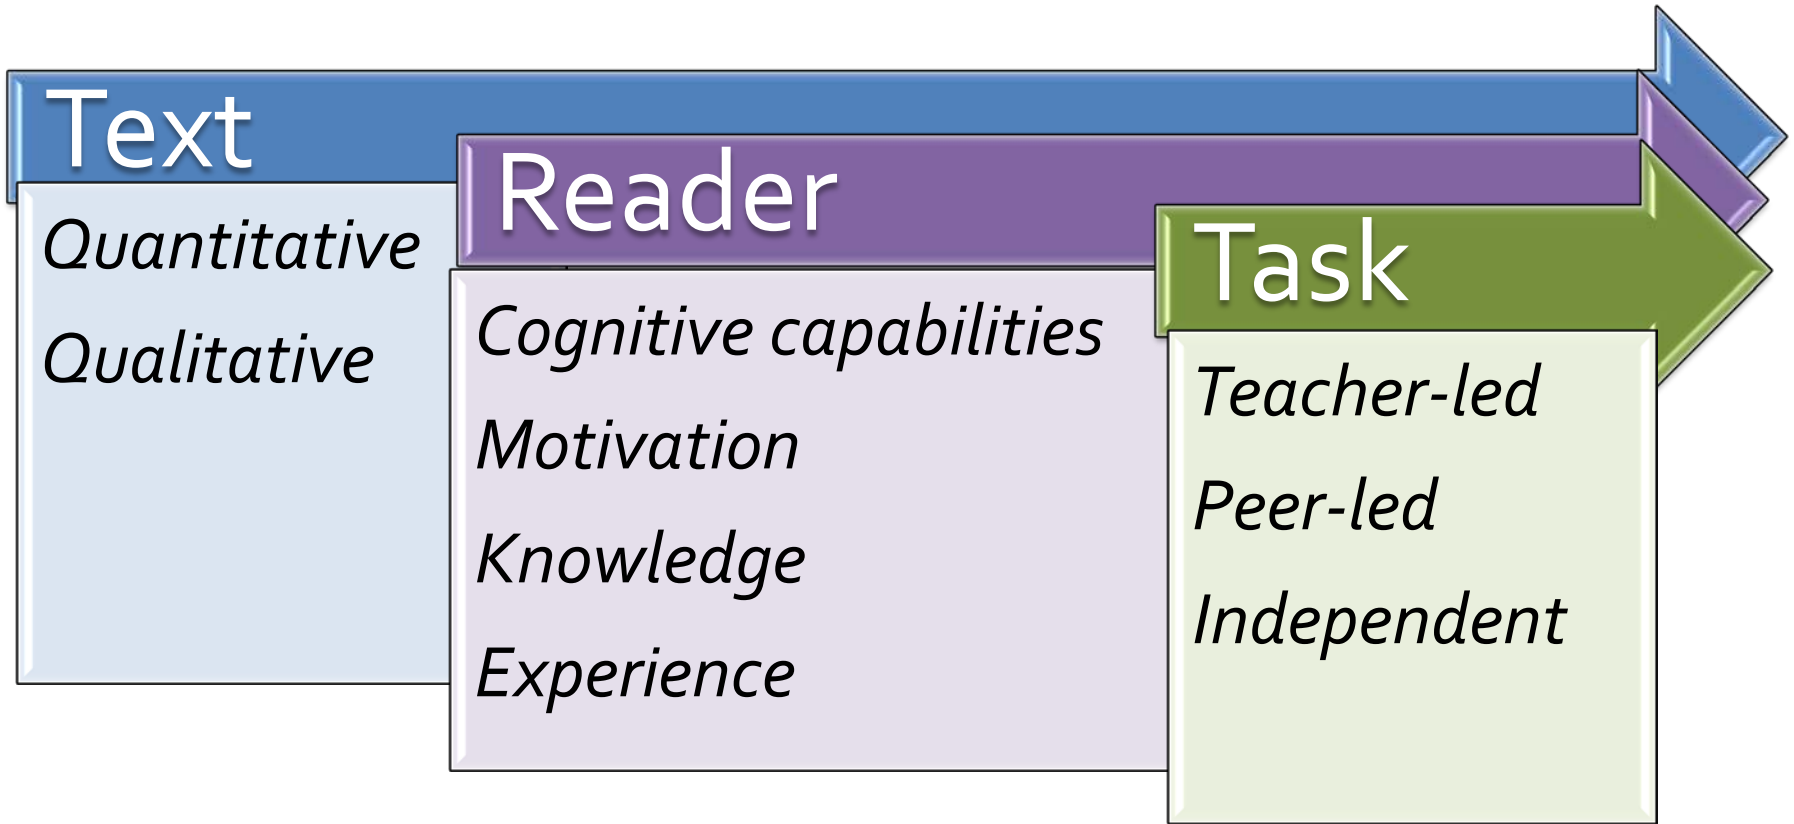 Text
Quantitative
Qualitative
Reader
Cognitive capabilities
Motivation
Knowledge
Experience
Task
Teacher-led
Peer-led
Independent